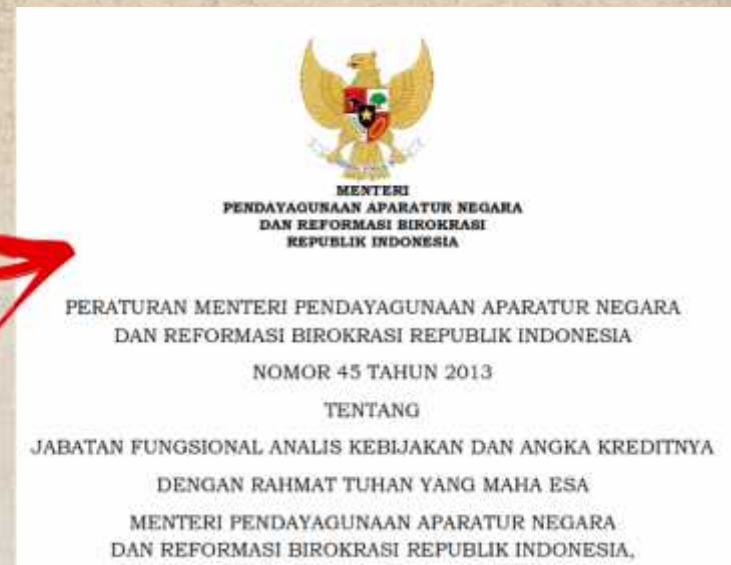 MENTERI
PENDAYAGUNAAN APARATUR NEGARA
DAN REFORMASI BIROKRASI
REPUBLIK INDONESIA
PERATURAN MENTERI PENDAYAGUNAAN APARATUR NEGARA
DAN REFORMASI BIROKRASI REPUBLIK INDONESIA
NOMOR 45 TAHUN 2013
TENTANG
JABATAN FUNGSIONAL ANALIS KEBIJAKAN DAN ANGKA KREDITNYA
DENGAN RAHMAT TUHAN YANG MAHA ESA
MENTERI PENDAYAGUNAAN APARATUR NEGARA
DAN REFORMASI BIROKRASI REPUBLIK INDONESIA,